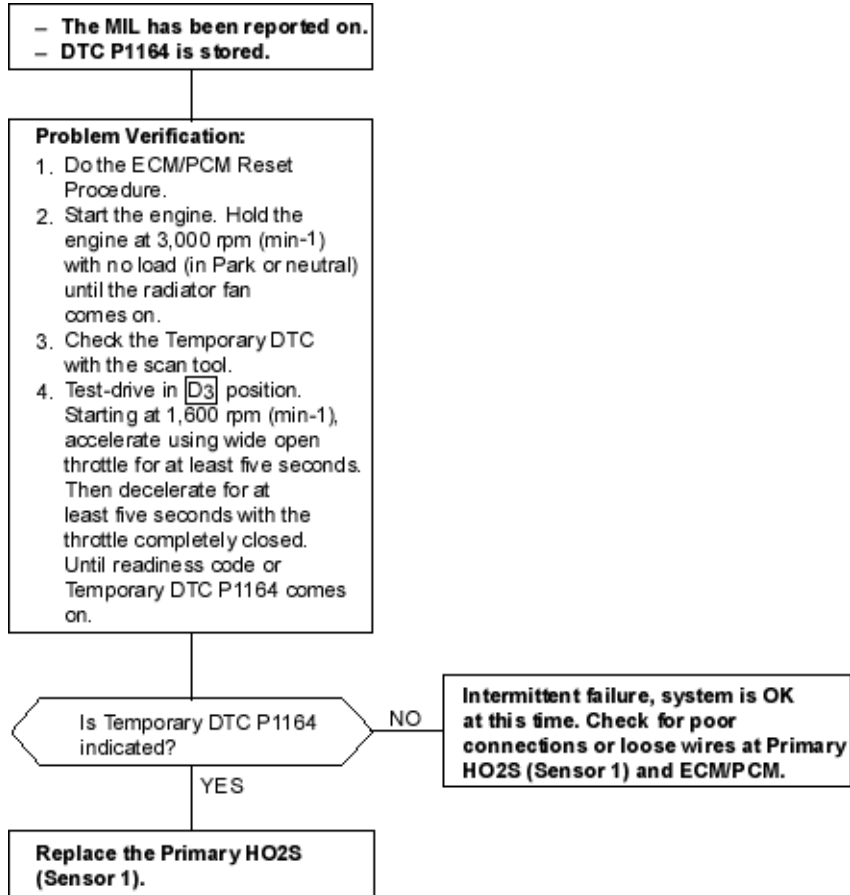 – The MIL has been reported on.
– DTC P1164 is stored.
Problem Verification:
1. Do the ECM/PCM Reset
Procedure.
2. Start the engine. Hold the
engine at 3,000 rpm (min-1)
with no load (in Park or neutral)
until the radiator fan
comes on.
3. Check the Temporary DTC
with the scan tool.
4. Test-drive in D3 position.
Starting at 1,600 rpm (min-1),
accelerate using wide open
throttle for at least five seconds.
Then decelerate for at
least five seconds with the
throttle completely closed.
Until readiness code or
Temporary DTC P1164 comes
on.
Is Temporary DTC P1164
indicated?
NO
Intermittent failure, system is OK
at this time. Check for poor
connections or loose wires at Primary
HO2S (Sensor 1) and ECM/PCM.
YES
Replace the Primary HO2S
(Sensor 1).